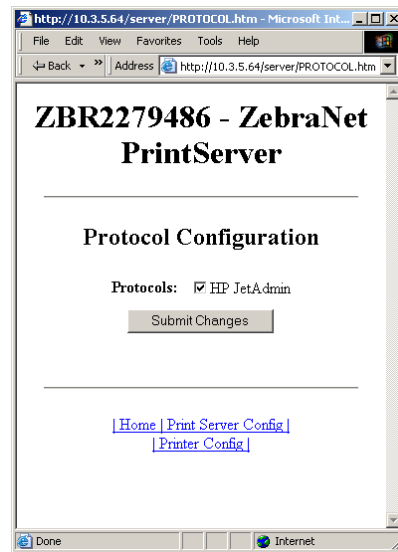 http://10.3.5.64/server/PROTOCOL.htm - Microsoft Int...
File Edit View Favorites Tools Help
Back » Address http://10.3.5.64/server/PROTOCOL.htm
ZBR2279486 - ZebraNet
PrintServer
Protocol Configuration
Protocols: HP JetAdmin
Submit Changes
| Home | Print Server Config |
| Printer Config |
Done Internet